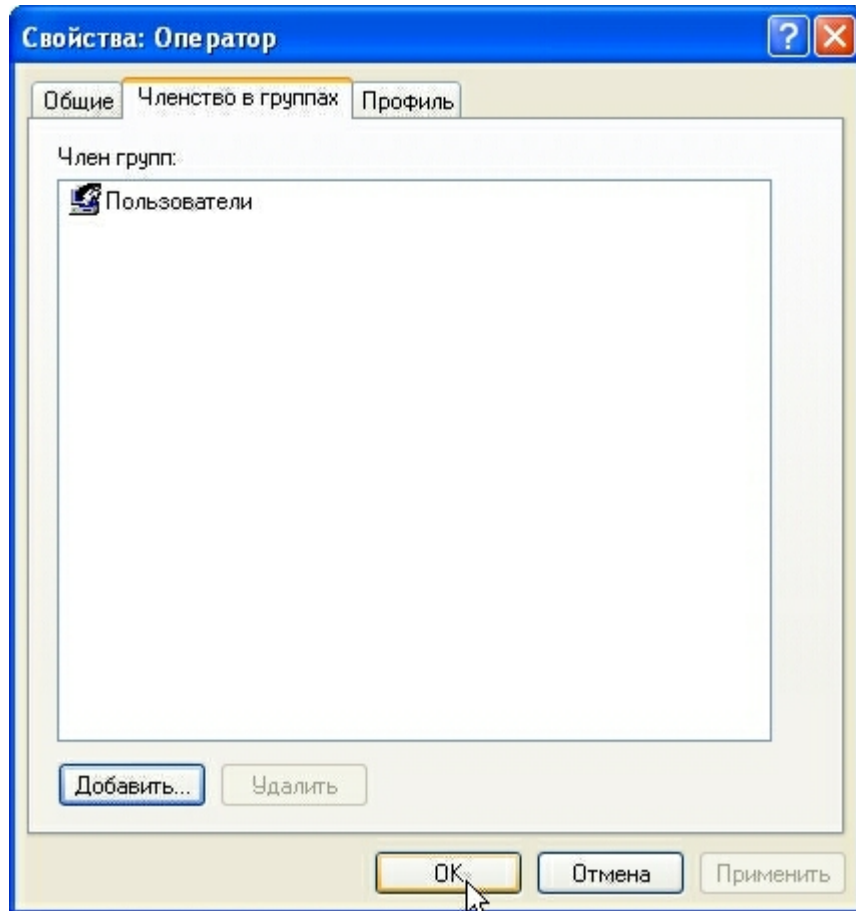 Свойства: Оператор
Общие Членство в группах Профиль
Член групп:
Пользователи
Добавить... Удалить
ОК Отмена Применить